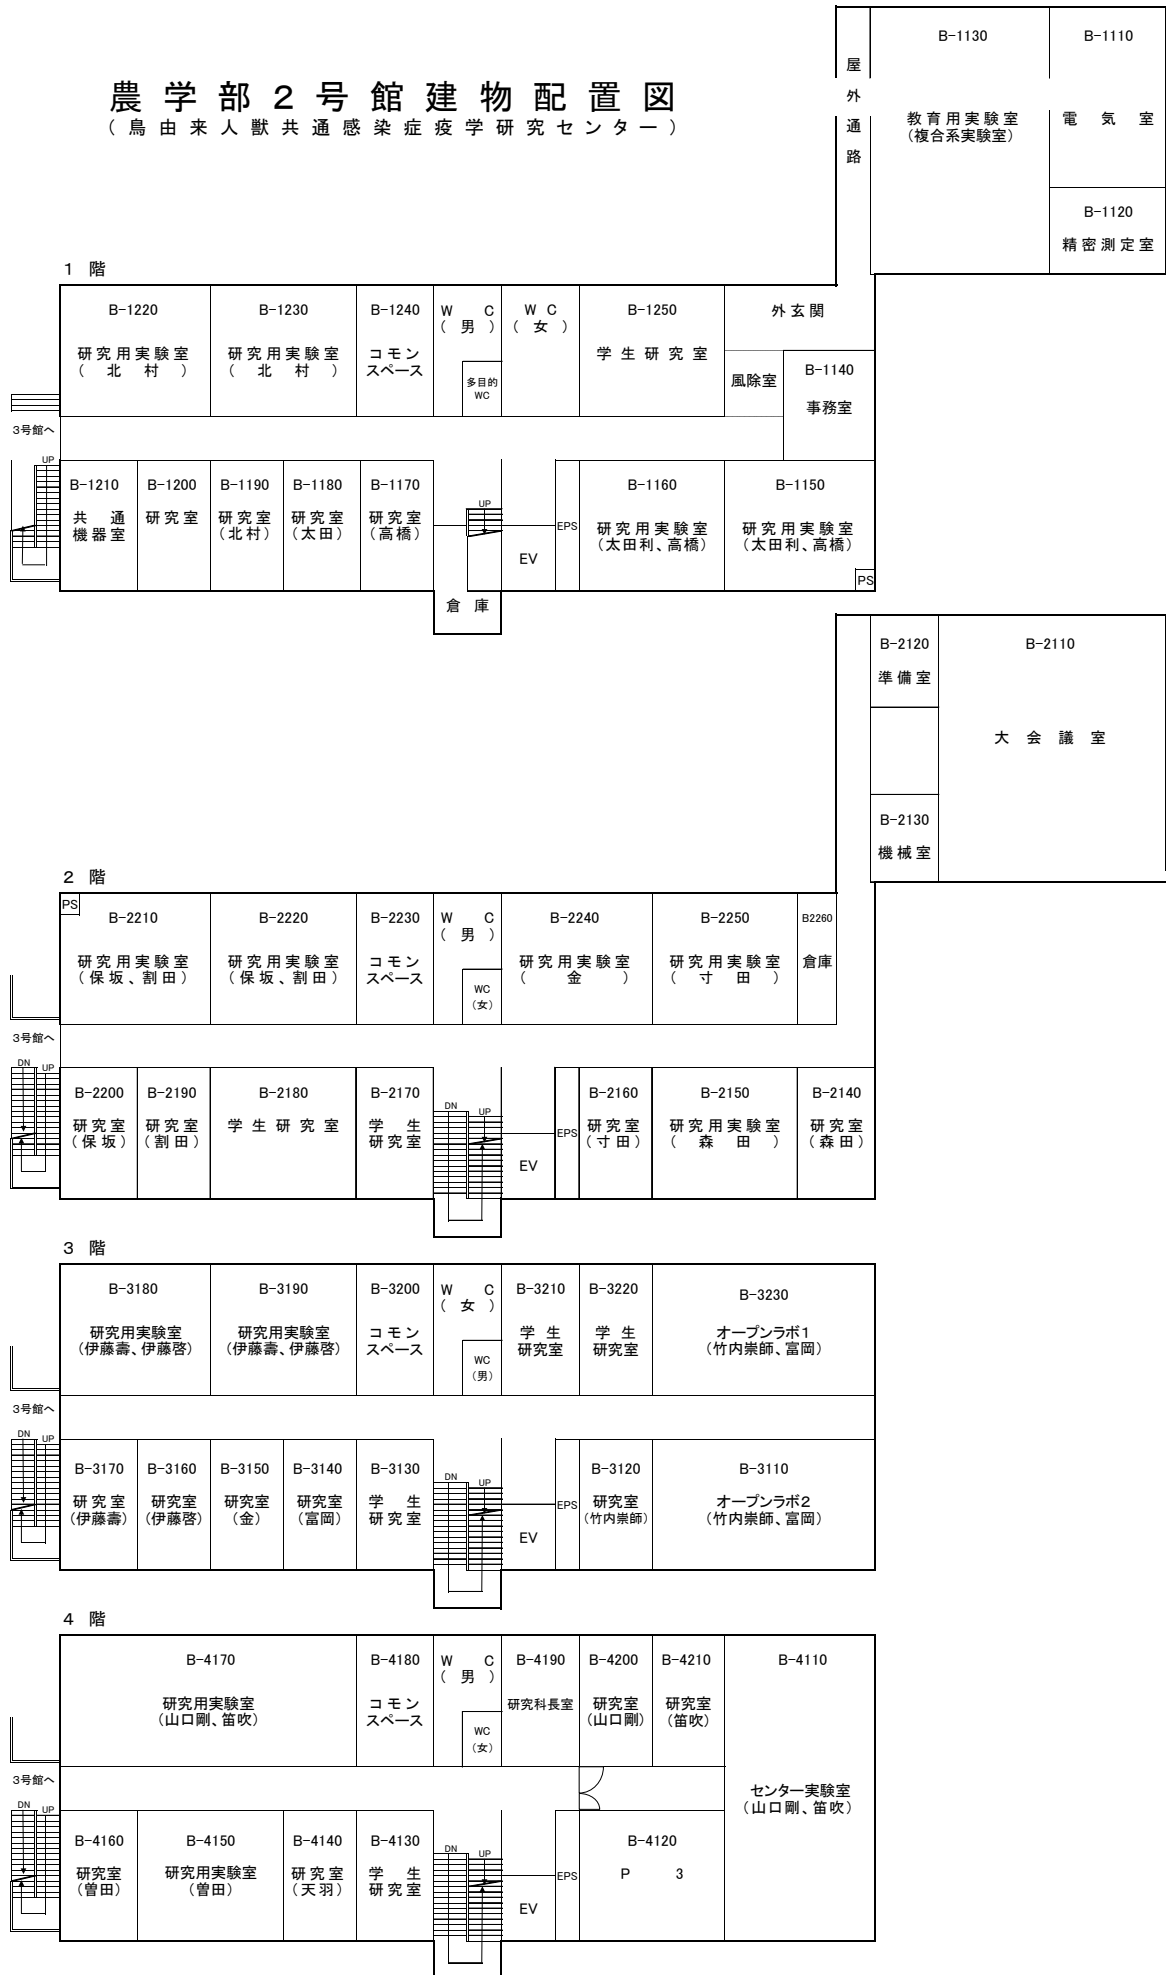 農学部２号館建物配置図
（鳥由来人獣共通感染症疫学研究センター）
屋外通路
B-1130
教育用実験室
（複合系実験室）
B-1110
電気室
B-1120
精密測定室
１階
B-1220
研究用実験室
（北村）
B-1230
研究用実験室
（北村）
B-1240
コモン
スペース
WC
（男）
多目的
WC
WC
（女）
B-1250
学生研究室
外玄関
風除室
B-1140
事務室
3号館へ
UP
B-1210
共通
機器室
B-1200
研究室
B-1190
研究室
（北村）
B-1180
研究室
（太田）
B-1170
研究室
（高橋）
UP
EV
EPS
B-1160
研究用実験室
（太田利、高橋）
B-1150
研究用実験室
（太田利、高橋）
PS
倉庫
B-2120
準備室
B-2110
大会議室
B-2130
機械室
２階
PS
B-2210
研究用実験室
（保坂、割田）
B-2220
研究用実験室
（保坂、割田）
B-2230
コモン
スペース
WC
（男）
WC
（女）
B-2240
研究用実験室
（金）
B-2250
研究用実験室
（寸田）
B2260
倉庫
3号館へ
DN
UP
B-2200
研究室
（保坂）
B-2190
研究室
（割田）
B-2180
学生研究室
B-2170
学生
研究室
DN
UP
EV
EPS
B-2160
研究室
（寸田）
B-2150
研究用実験室
（森田）
B-2140
研究室
（森田）
３階
B-3180
研究用実験室
（伊藤壽、伊藤啓）
B-3190
研究用実験室
（伊藤壽、伊藤啓）
B-3200
コモン
スペース
WC
（女）
WC
（男）
B-3210
学生
研究室
B-3220
学生
研究室
B-3230
オープンラボ1
（竹内崇師、富岡）
3号館へ
DN
UP
B-3170
研究室
（伊藤壽）
B-3160
研究室
（伊藤啓）
B-3150
研究室
（金）
B-3140
研究室
（富岡）
B-3130
学生
研究室
DN
UP
EV
EPS
B-3120
研究室
（竹内崇師）
B-3110
オープンラボ2
（竹内崇師、富岡）
４階
B-4170
研究用実験室
（山口剛、笛吹）
B-4180
コモン
スペース
WC
（男）
WC
（女）
B-4190
研究科長室
B-4200
研究室
（山口剛）
B-4210
研究室
（笛吹）
B-4110
センター実験室
（山口剛、笛吹）
3号館へ
DN
UP
B-4160
研究室
（曽田）
B-4150
研究用実験室
（曽田）
B-4140
研究室
（天羽）
B-4130
学生
研究室
DN
UP
EV
EPS
B-4120
P 3